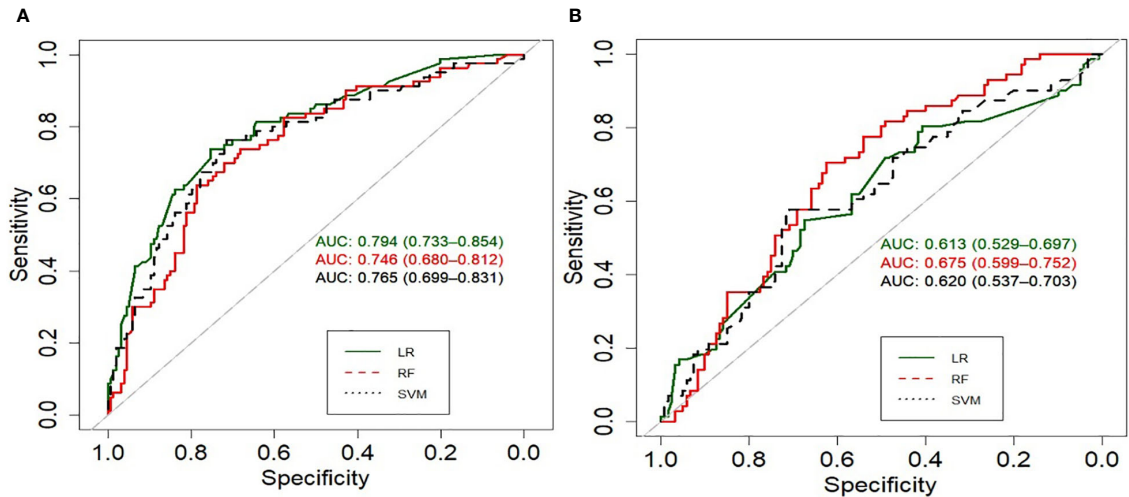 A
Sensitivity
1.0
0.8
0.6
0.4
0.2
0.0
AUC: 0.794 (0.733–0.854)
AUC: 0.746 (0.680–0.812)
AUC: 0.765 (0.699–0.831)
LR
RF
SVM
1.0 0.8 0.6 0.4 0.2 0.0
Specificity
B
Sensitivity
1.0
0.8
0.6
0.4
0.2
0.0
AUC: 0.613 (0.529–0.697)
AUC: 0.675 (0.599–0.752)
AUC: 0.620 (0.537–0.703)
LR
RF
SVM
1.0 0.8 0.6 0.4 0.2 0.0
Specificity